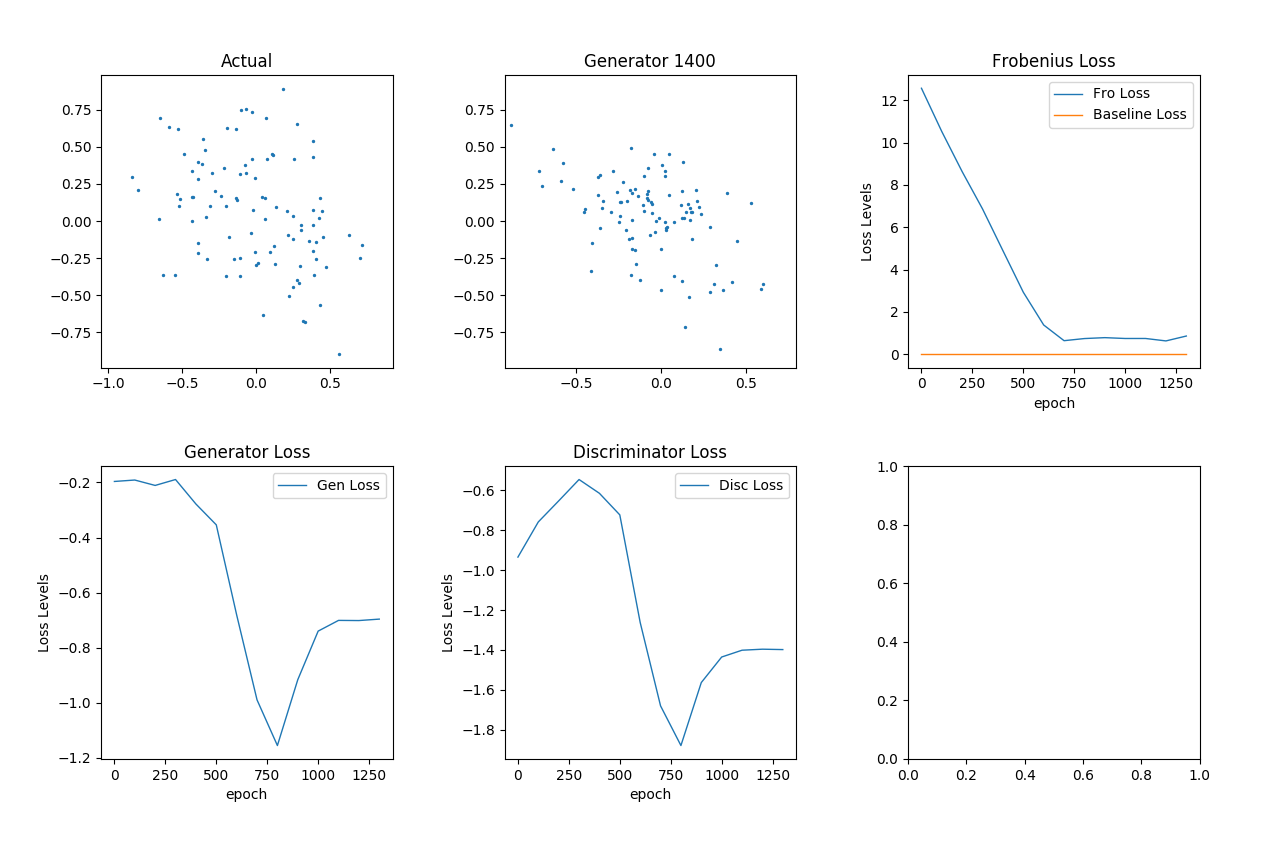 Actual
0.75
0.50
0.25
0.00
−0.25
−0.50
−0.75
−1.0 −0.5 0.0 0.5
Generator 1400
0.75
0.50
0.25
0.00
−0.25
−0.50
−0.75
−0.5 0.0 0.5
Frobenius Loss
Loss Levels
12
10
8
6
4
2
0
Fro Loss
Baseline Loss
0 250 500 750 1000 1250
epoch
Generator Loss
Loss Levels
−0.2
−0.4
−0.6
−0.8
−1.0
−1.2
Gen Loss
0 250 500 750 1000 1250
epoch
Discriminator Loss
Loss Levels
−0.6
−0.8
−1.0
−1.2
−1.4
−1.6
−1.8
Disc Loss
0 250 500 750 1000 1250
epoch
1.0
0.8
0.6
0.4
0.2
0.0
0.0 0.2 0.4 0.6 0.8 1.0